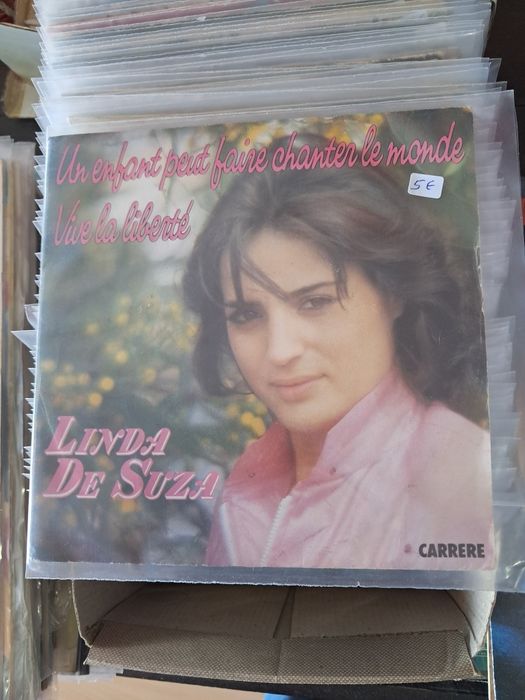 Un enfant peut faire chanter le monde
5€
Vive la liberté
LINDA
DE SUZA
CARRERE